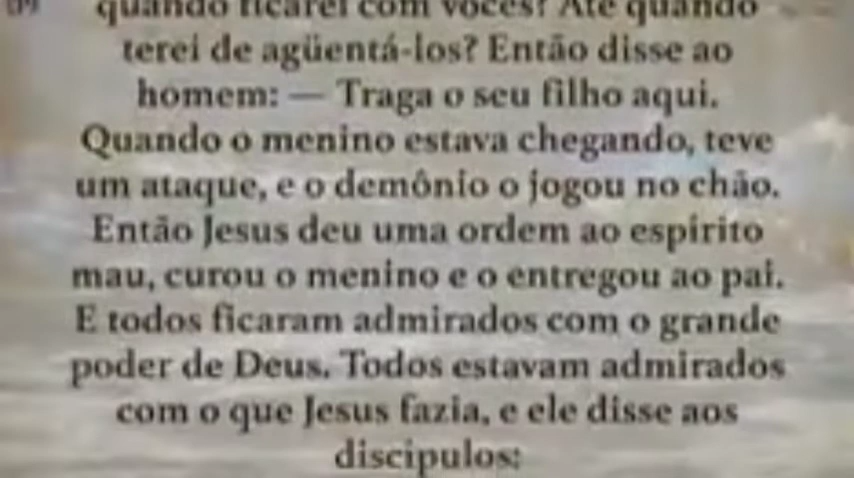 quando ficarei com vocês? Até quando
terei de agüentá-los? Então disse ao
homem: — Traga o seu filho aqui.
Quando o menino estava chegando, teve
um ataque, e o demônio o jogou no chão.
Então Jesus deu uma ordem ao espírito
mau, curou o menino e o entregou ao pai.
E todos ficaram admirados com o grande
poder de Deus. Todos estavam admirados
com o que Jesus fazia, e ele disse aos
discípulos: